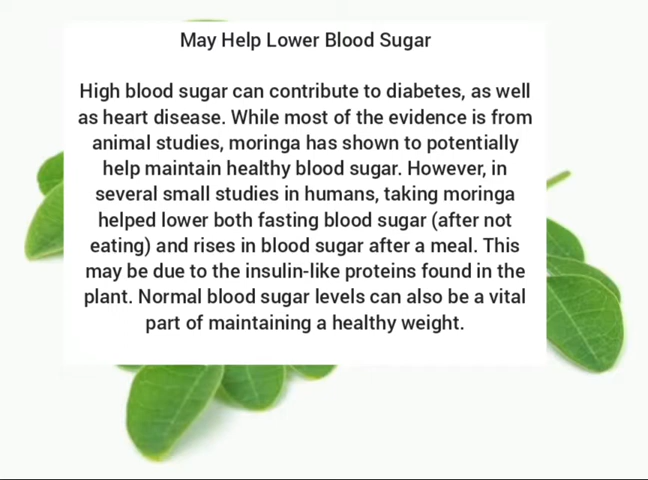 May Help Lower Blood Sugar
High blood sugar can contribute to diabetes, as well
as heart disease. While most of the evidence is from
animal studies, moringa has shown to potentially
help maintain healthy blood sugar. However, in
several small studies in humans, taking moringa
helped lower both fasting blood sugar (after not
eating) and rises in blood sugar after a meal. This
may be due to the insulin-like proteins found in the
plant. Normal blood sugar levels can also be a vital
part of maintaining a healthy weight.